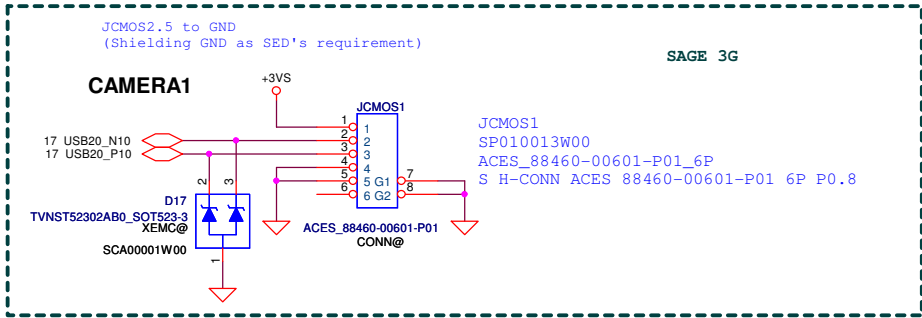 JCMOS2.5 to GND
(Shielding GND as SED's requirement)
SAGE 3G
CAMERA1
+3VS
JCMOS1
17 USB20_N10
17 USB20_P10
1
2
3
4
5
6
1
2
3
4
5 G1
6 G2
7
8
JCMOS1
SP010013W00
ACES_88460-00601-P01_6P
S H-CONN ACES 88460-00601-P01 6P P0.8
2
3
D17
TVNST52302AB0_SOT523-3
XEMC@
SCA00001W00
1
ACES_88460-00601-P01
CONN@